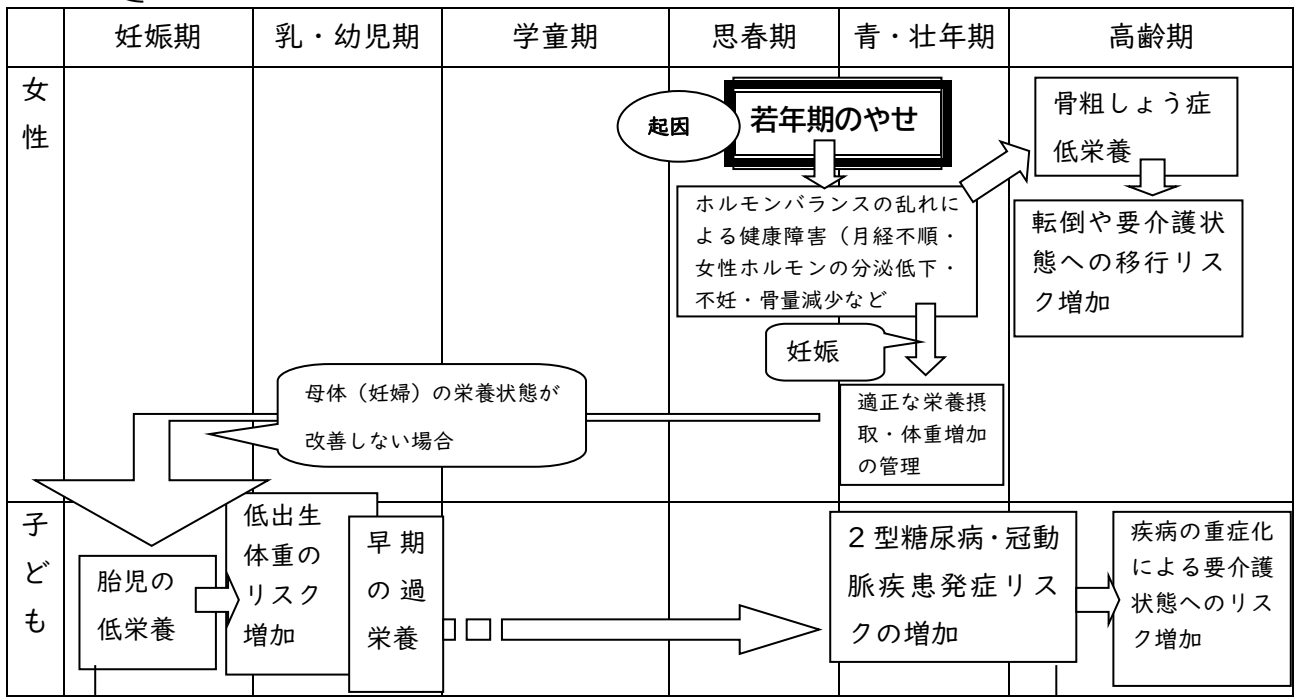 妊娠期 乳・幼児期 学童期 思春期 青・壮年期 高齢期
女
性
起因
若年期のやせ
骨粗しょう症
低栄養
ホルモンバランスの乱れに
よる健康障害（月経不順・
女性ホルモンの分泌低下・
不妊・骨量減少など
転倒や要介護状
態への移行リス
ク増加
妊娠
母体（妊婦）の栄養状態が
改善しない場合
適正な栄養摂
取・体重増加
の管理
子
ど
も
胎児の
低栄養
低出生
体重の
リスク
増加
早期
の過
栄養
２型糖尿病・冠動
脈疾患発症リス
クの増加
疾病の重症化
による要介護
状態へのリス
ク増加